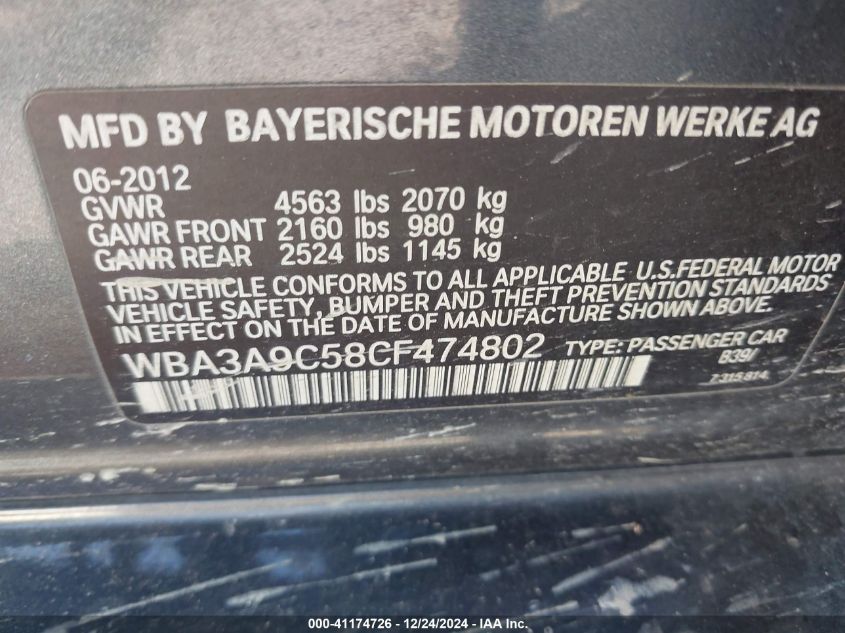 MFD BY BAYERISCHE MOTOREN WERKE AG
06-2012
GVWR 4563 lbs 2070 kg
GAWR FRONT 2160 lbs 980 kg
GAWR REAR 2524 lbs 1145 kg
THIS VEHICLE CONFORMS TO ALL APPLICABLE U.S.FEDERAL MOTOR
VEHICLE SAFETY, BUMPER AND THEFT PREVENTION STANDARDS
IN EFFECT ON THE DATE OF MANUFACTURE SHOWN ABOVE.
WBA3A9C58CF474802 TYPE: PASSENGER CAR
B39/
7.315.814.
000-41174726 - 12/24/2024 - IAA Inc.